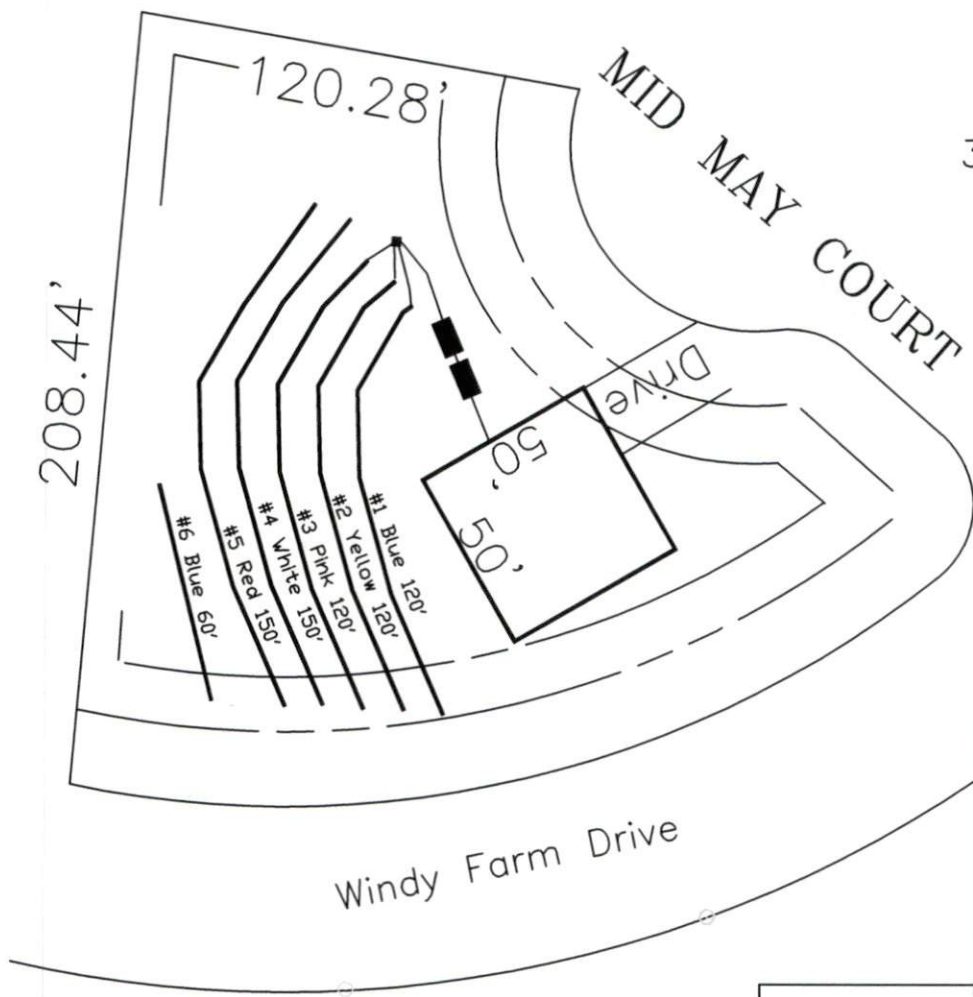 120.28'
MID MAY COURT
208.44'
Drive
50'
50'
#1 Blue 120'
#2 Yellow 120'
#3 Pink 120'
#4 White 150'
#5 Red 150'
#6 Blue 60'
Windy Farm Drive